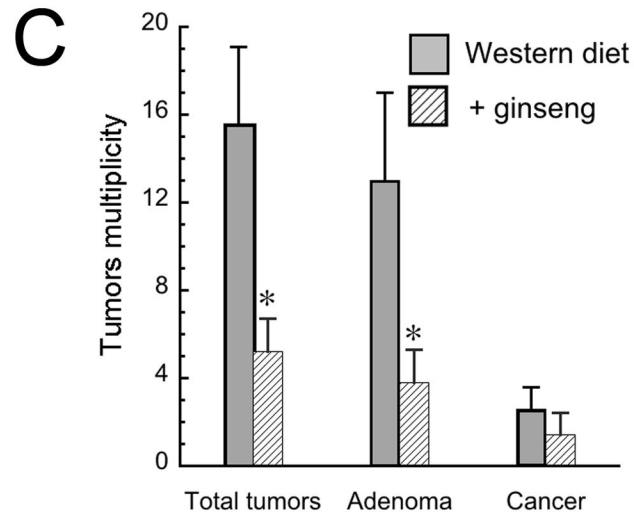 C
Tumors multiplicity
20
16
12
8
4
0
Western diet
+ ginseng
*
*
Total tumors
Adenoma
Cancer